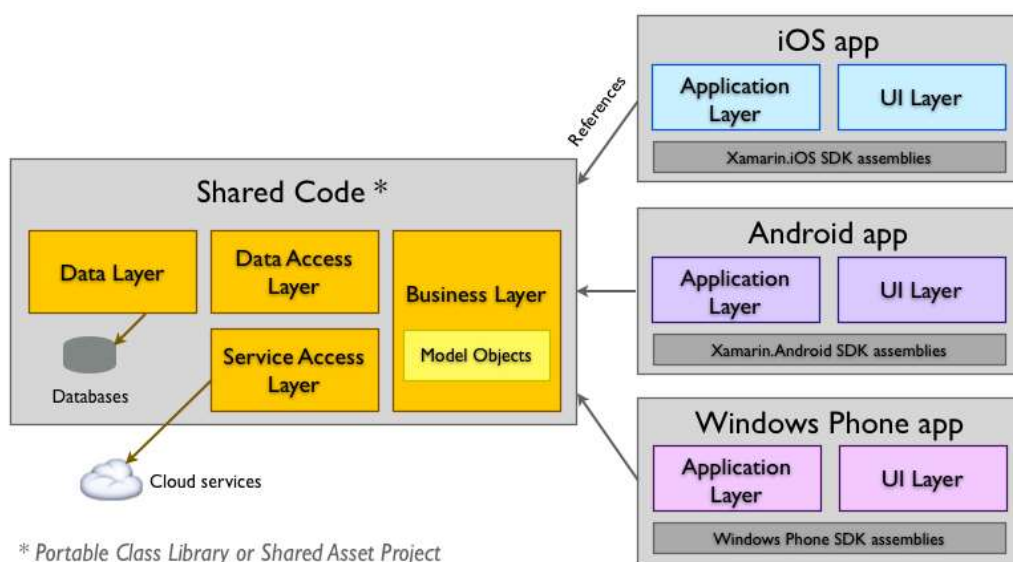 iOS app
Application
Layer
UI Layer
Xamarin.iOS SDK assemblies
References
Shared Code *
Data Layer
Data Access
Layer
Business Layer
Model Objects
Service Access
Layer
Databases
Cloud services
Android app
Application
Layer
UI Layer
Xamarin.Android SDK assemblies
Windows Phone app
Application
Layer
UI Layer
Windows Phone SDK assemblies
* Portable Class Library or Shared Asset Project